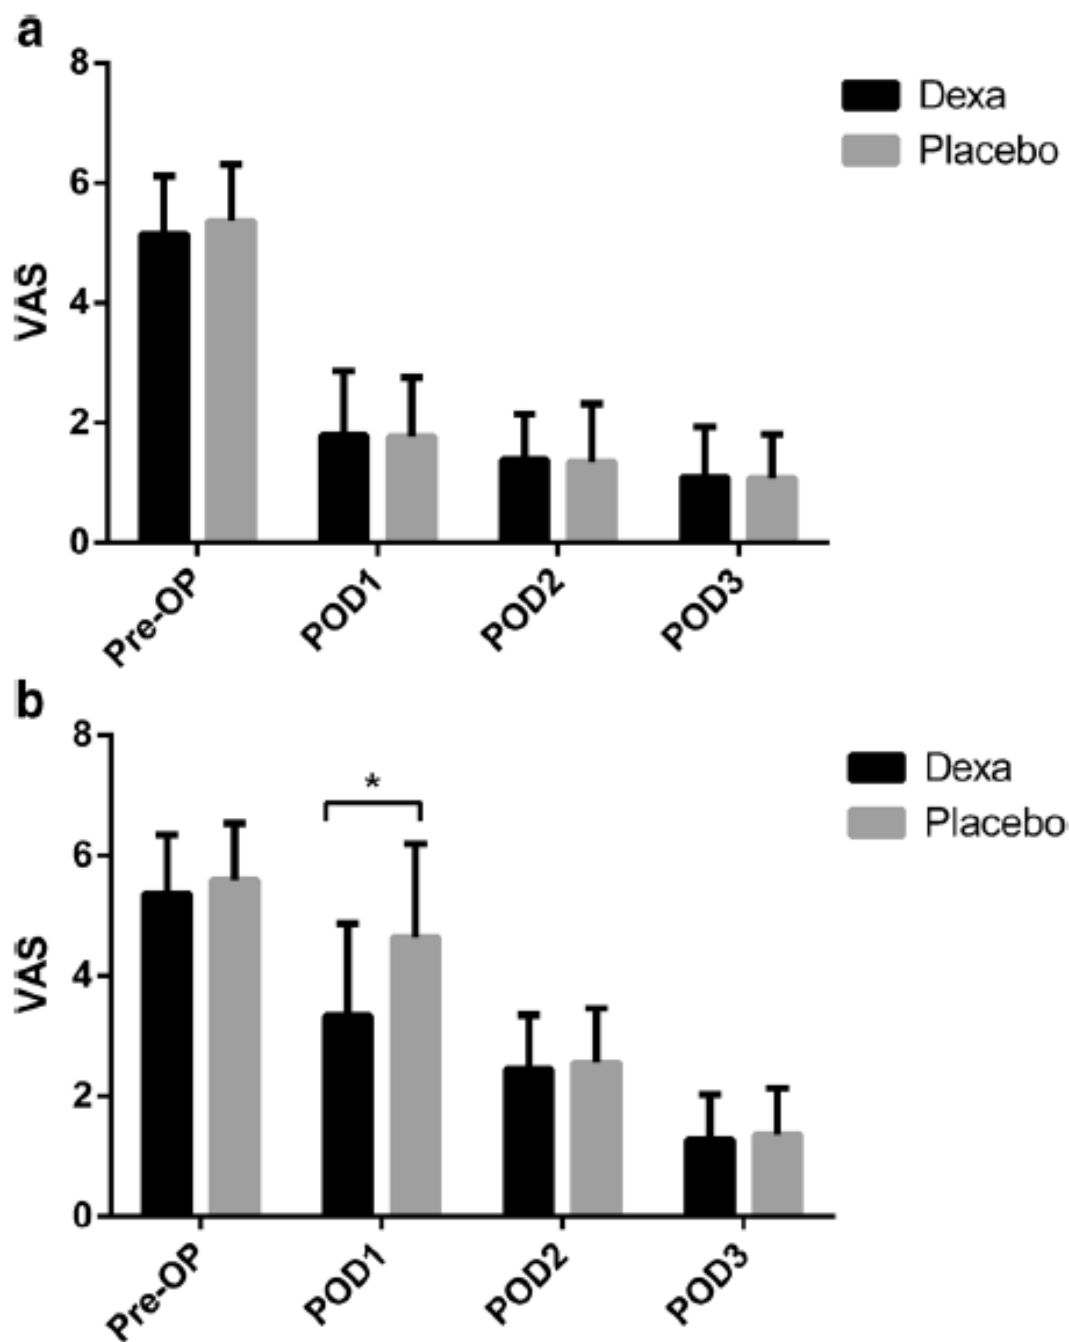 a
8
6
4
2
0
VAS
Dexa
Placebo
Pre-OP
POD1
POD2
POD3
b
8
6
4
2
0
VAS
*
Dexa
Placebo
Pre-OP
POD1
POD2
POD3